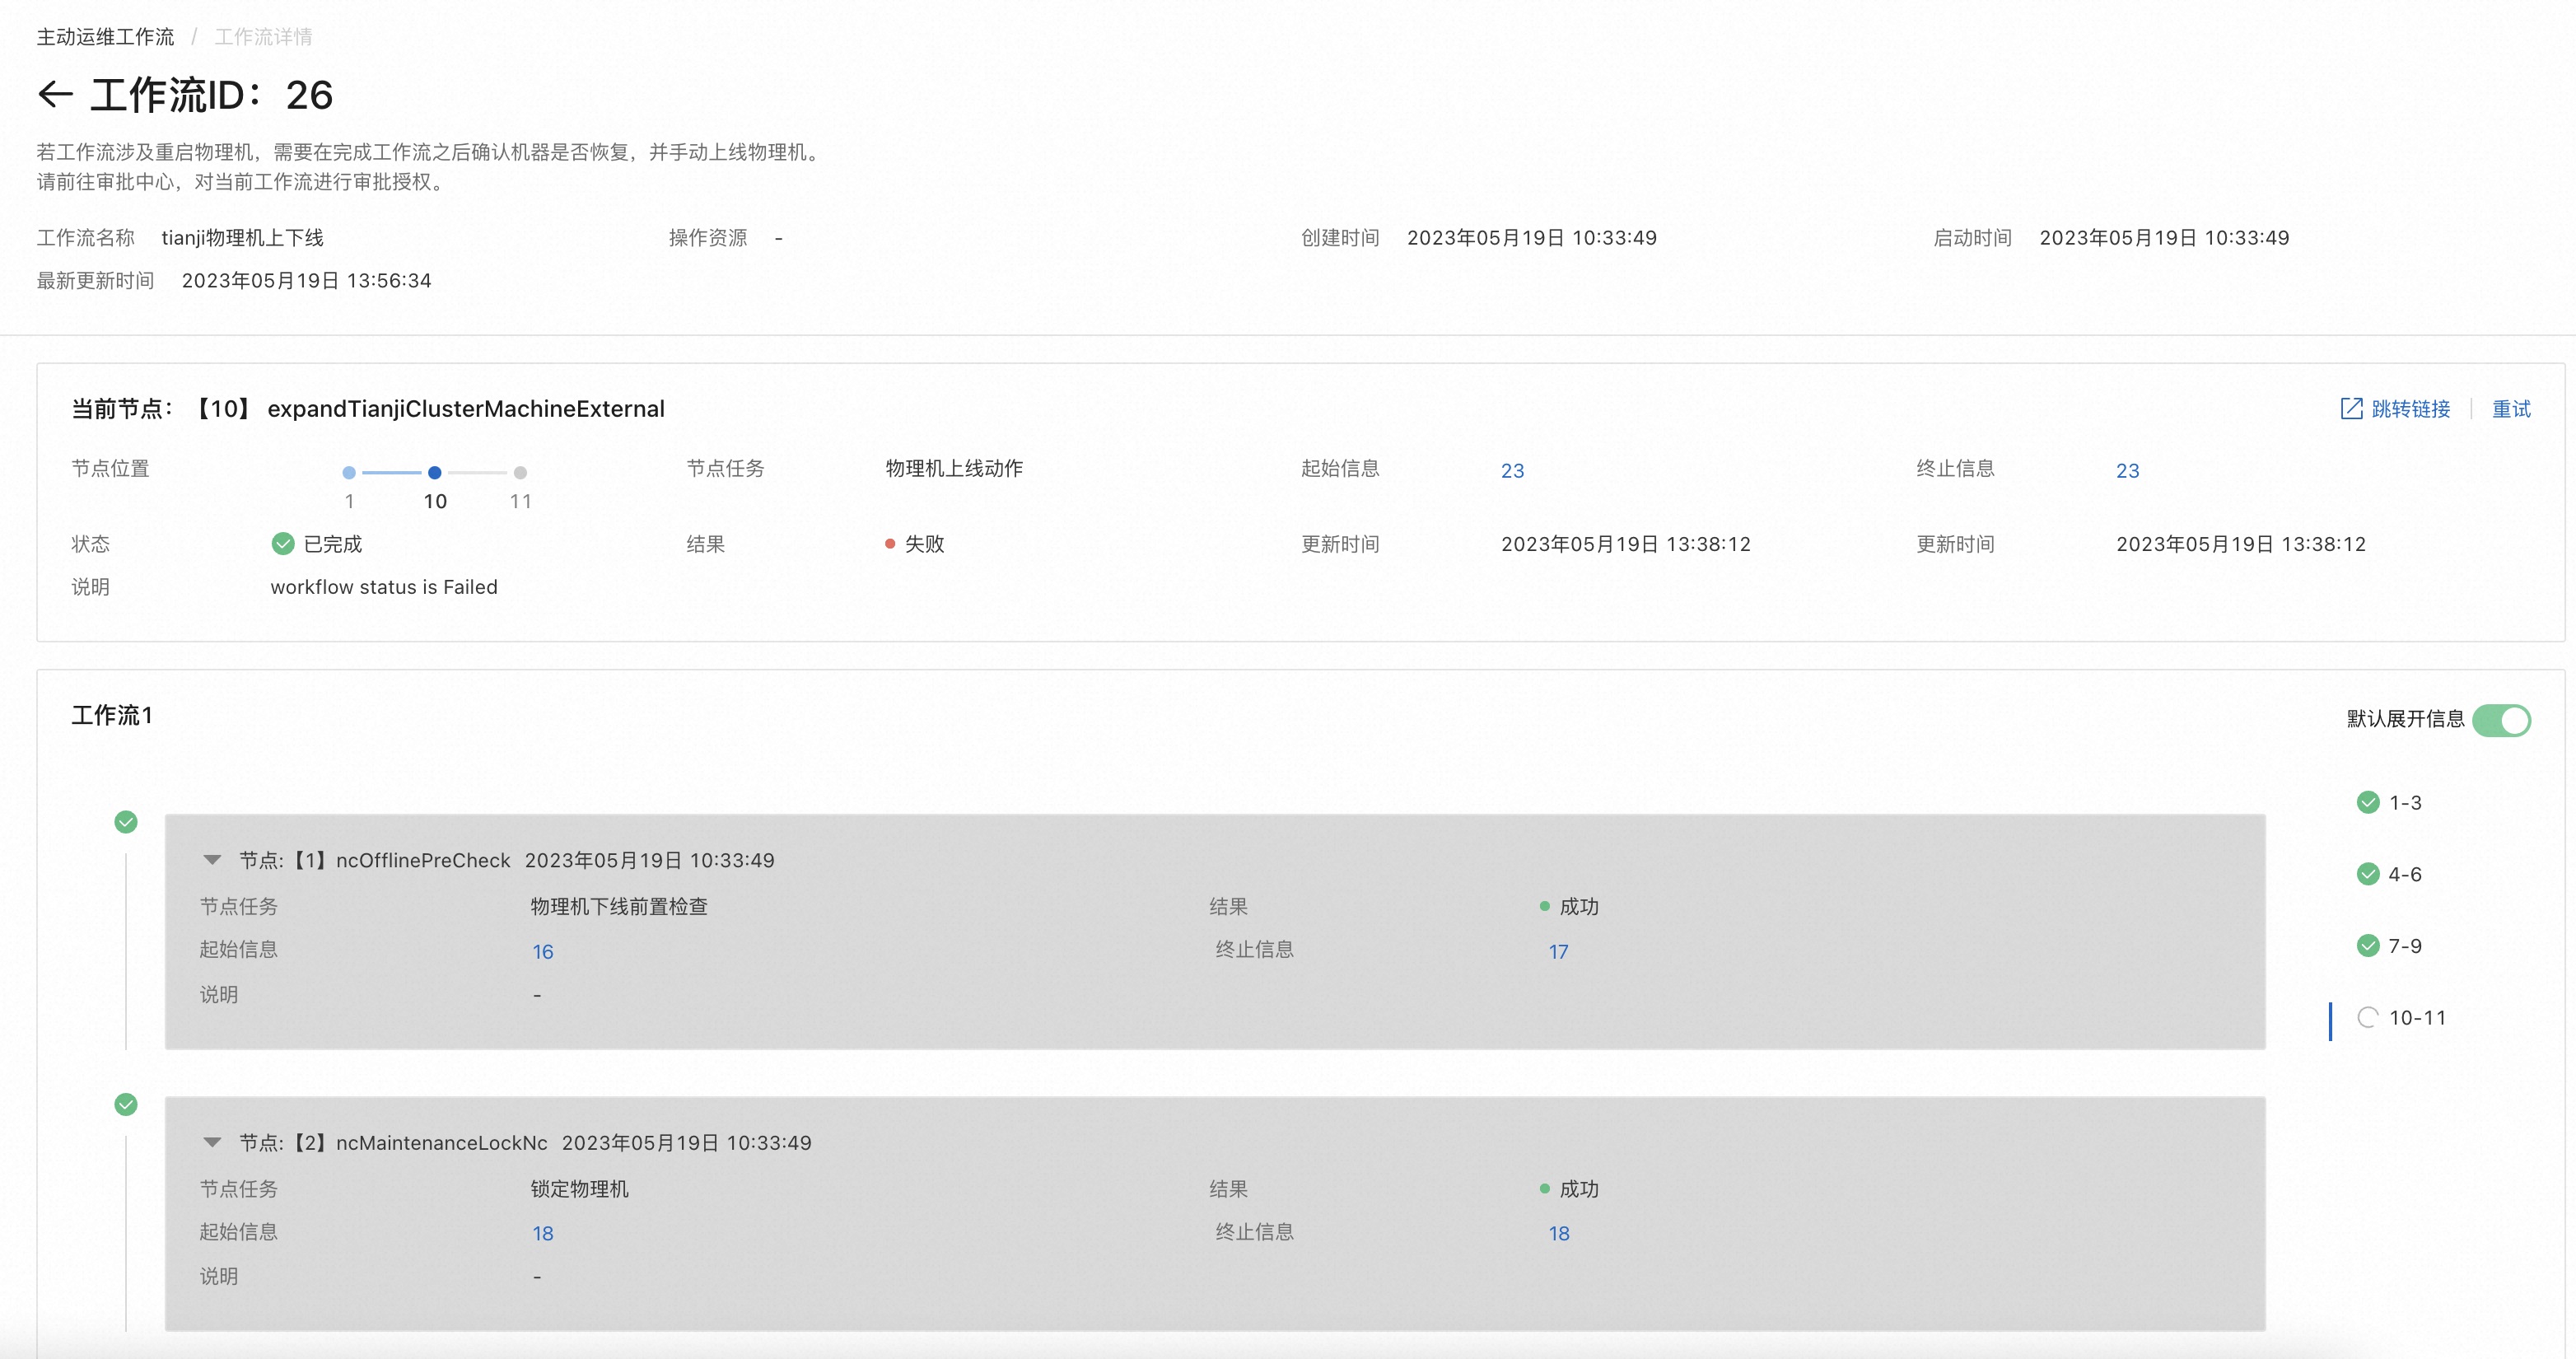 主动运维工作流 / 工作流详情
工作流ID：26
若工作流涉及重启物理机，需要在完成工作流之后确认机器是否恢复，并手动上线物理机。
请前往审批中心，对当前工作流进行审批授权。
工作流名称 tianji物理机上下线 操作资源 - 创建时间 2023年05月19日 10:33:49 启动时间 2023年05月19日 10:33:49
最新更新时间 2023年05月19日 13:56:34
当前节点：【10】 expandTianjiClusterMachineExternal 跳转链接 重试
节点位置 1 10 11 节点任务 物理机上线动作 起始信息 23 终止信息 23
状态 已完成 结果 失败 更新时间 2023年05月19日 13:38:12 更新时间 2023年05月19日 13:38:12
说明 workflow status is Failed
工作流1 默认展开信息
节点:【1】ncOfflinePreCheck 2023年05月19日 10:33:49
节点任务 物理机下线前置检查 结果 成功
起始信息 16 终止信息 17
说明 -
节点:【2】ncMaintenanceLockNc 2023年05月19日 10:33:49
节点任务 锁定物理机 结果 成功
起始信息 18 终止信息 18
说明 -
1-3
4-6
7-9
10-11